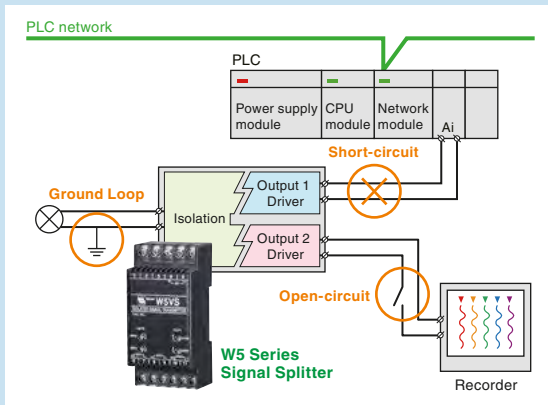 PLC network
PLC
Power supply
module
CPU
module
Network
module
Ai
Short-circuit
Ground Loop
Isolation
Output 1
Driver
Output 2
Driver
Open-circuit
W5VS
W5 Series
Signal Splitter
Recorder